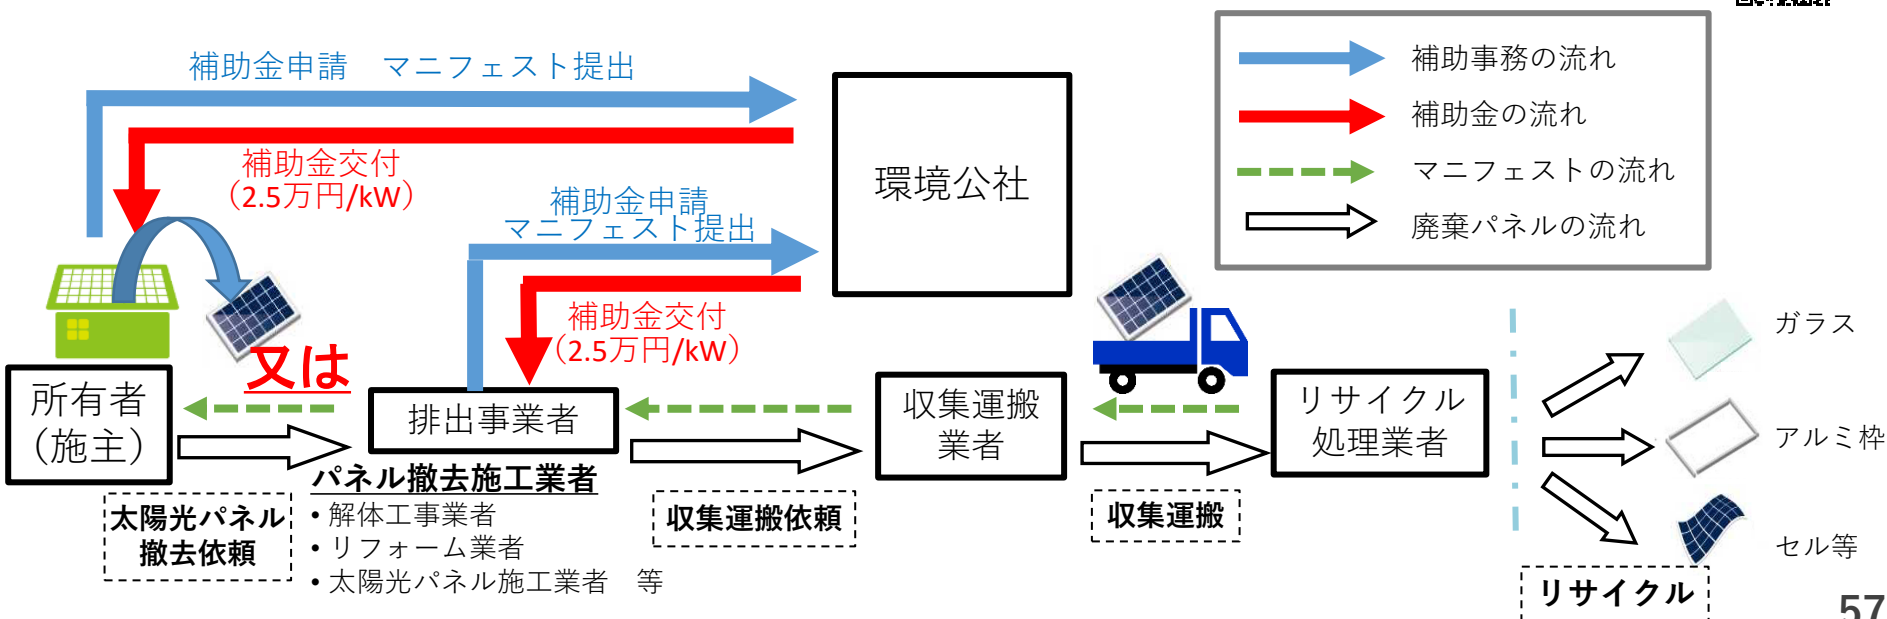 補助金申請　マニフェスト提出
補助金交付
（2.5万円/kW）
補助金申請
マニフェスト提出
補助金交付
（2.5万円/kW）
環境公社
補助事務の流れ
補助金の流れ
マニフェストの流れ
廃棄パネルの流れ
又は
所有者
（施主）
排出事業者
収集運搬
業者
リサイクル
処理業者
ガラス
アルミ枠
セル等
太陽光パネル
撤去依頼
パネル撤去施工業者
・解体工事業者
・リフォーム業者
・太陽光パネル施工業者　等
収集運搬依頼
収集運搬
リサイクル
57